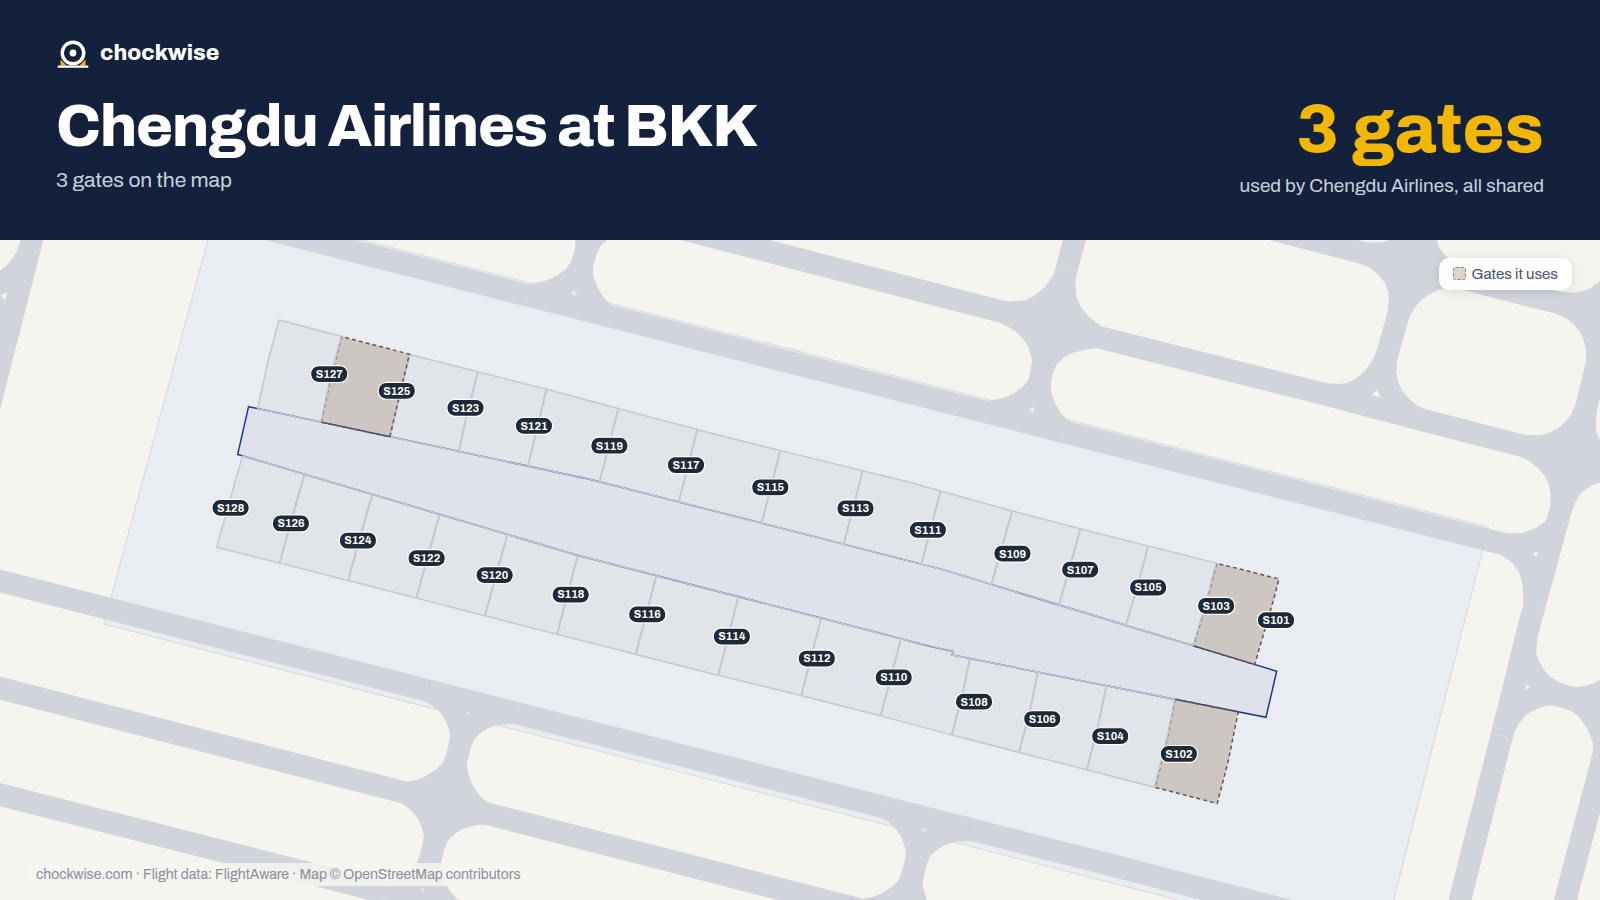 chockwise
Chengdu Airlines at BKK
3 gates on the map
3 gates
used by Chengdu Airlines, all shared
Gates it uses
S127
S125
S123
S121
S119
S117
S115
S113
S111
S109
S107
S105
S103
S101
S128
S126
S124
S122
S120
S118
S116
S114
S112
S110
S108
S106
S104
S102
chockwise.com · Flight data: FlightAware · Map © OpenStreetMap contributors